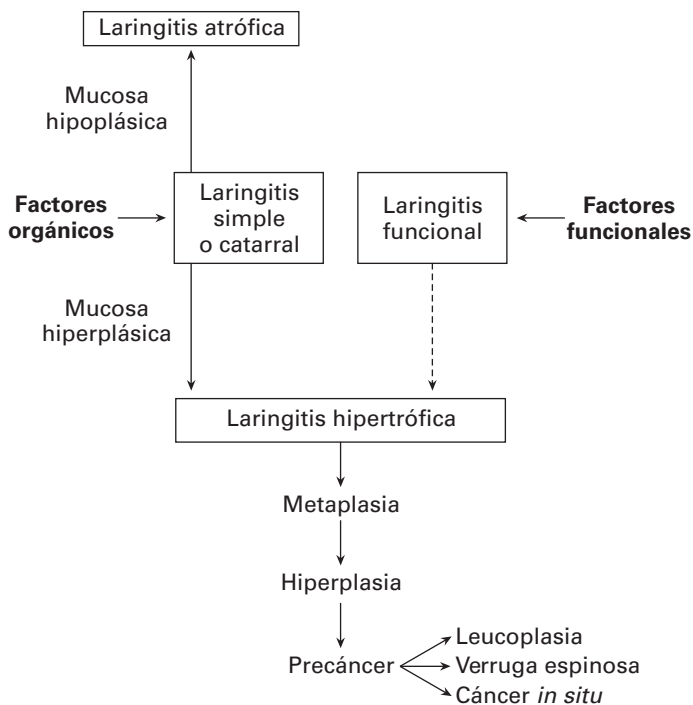 Laringitis atrófica
Mucosa
hipoplásica
Factores
orgánicos
Laringitis
simple
o catarral
Laringitis
funcional
Factores
funcionales
Mucosa
hiperplásica
Laringitis hipertrófica
Metaplasia
Hiperplasia
Precáncer
Leucoplasia
Verruga espinosa
Cáncer in situ